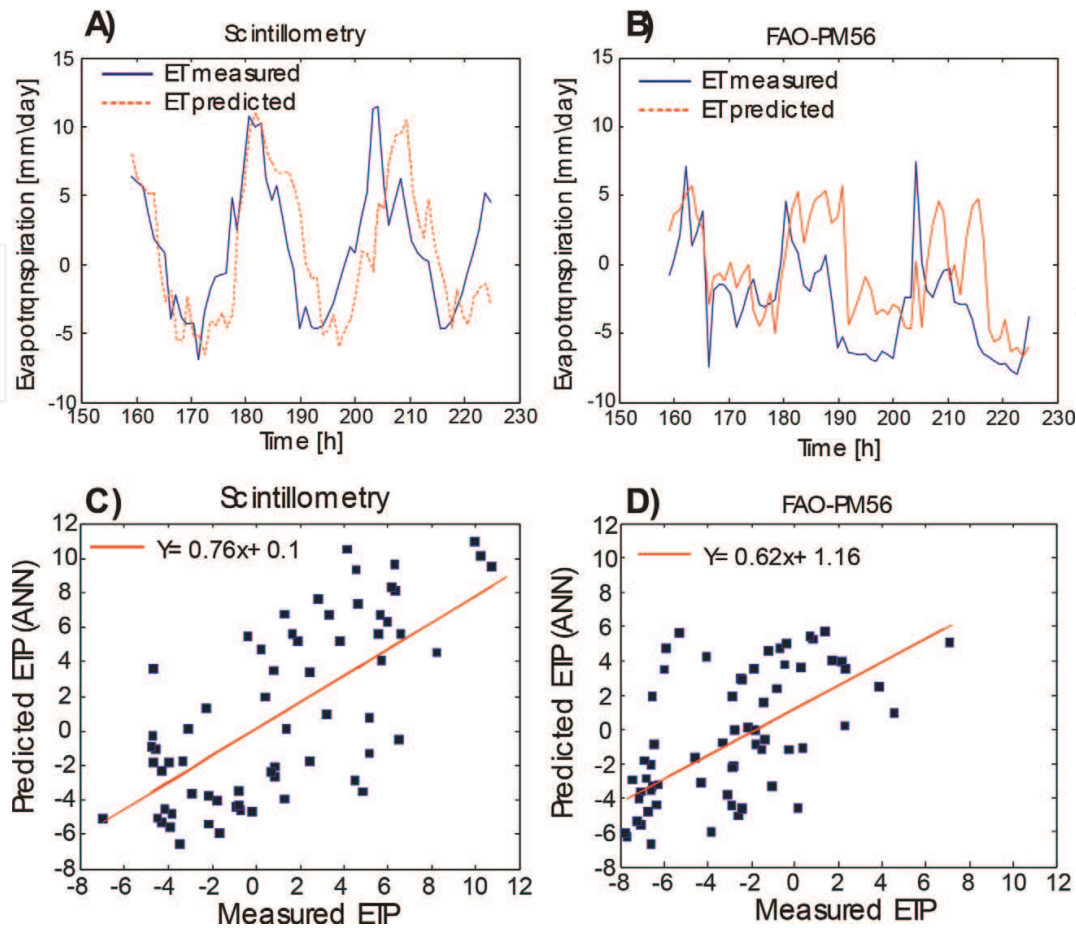 A)
Scintillometry
ETmeasured
ETpredicted
Evapotrqnspiration [mm\day]
15
10
5
0
-5
-10
150 160 170 180 190 200 210 220 230
Time [h]
B)
FAO-PM56
ETmeasured
ETpredicted
Evapotrqnspiration [mm\day]
15
10
5
0
-5
-10
150 160 170 180 190 200 210 220 230
Time [h]
C)
Scintillometry
Y= 0.76x+ 0.1
Predicted ETP (ANN)
12
10
8
6
4
2
0
-2
-4
-6
-8
-8 -6 -4 -2 0 2 4 6 8 10 12
Measured ETP
D)
FAO-PM56
Y= 0.62x+ 1.16
Predicted ETP (ANN)
12
10
8
6
4
2
0
-2
-4
-6
-8
-8 -6 -4 -2 0 2 4 6 8 10 12
Measured ETP